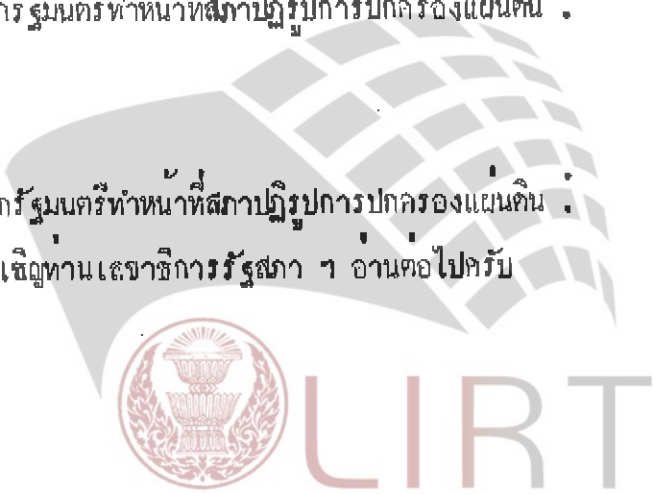 กรัฐมนตรีทำหน้าที่สภาปฏิรูปการปกครองแผ่นดิน :
กรัฐมนตรีทำหน้าที่สภาปฏิรูปการปกครองแผ่นดิน :
เชิญท่านเลขาธิการรัฐสภา ๆ อ่านต่อไปครับ
LIRT